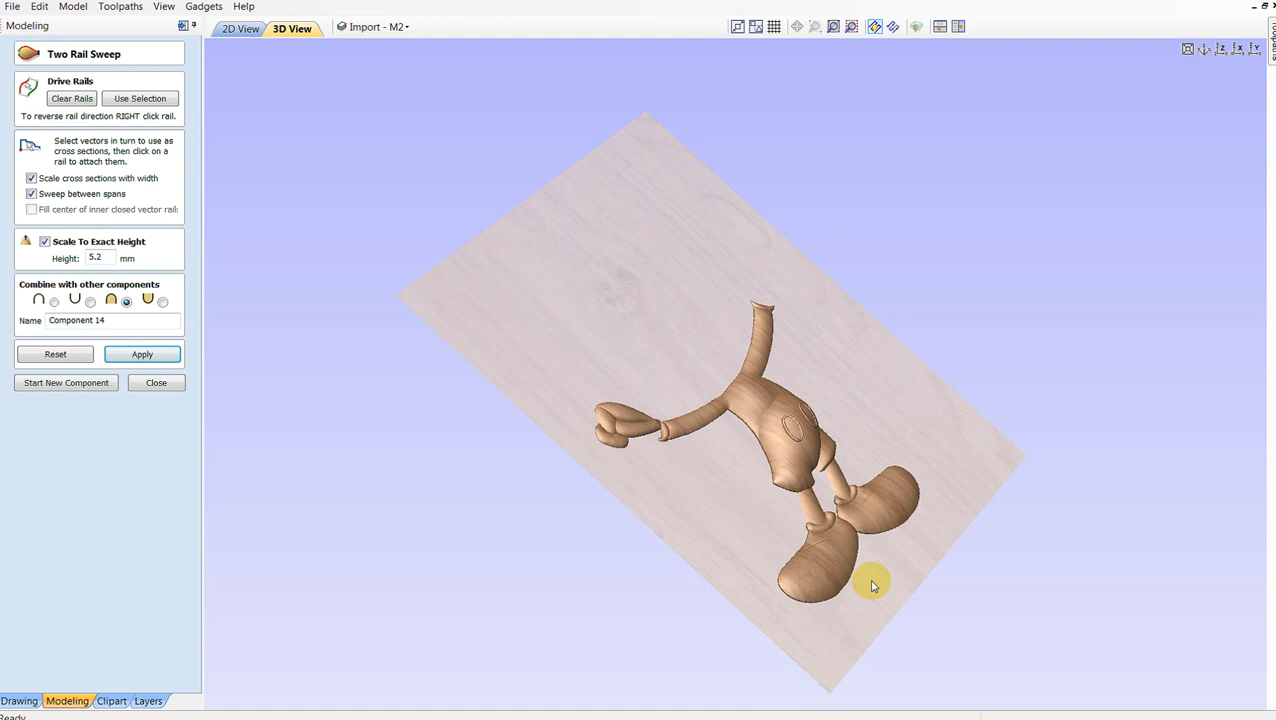 File Edit Model Toolpaths View Gadgets Help
Modeling
2D View 3D View Import - M2
Two Rail Sweep
Drive Rails
Clear Rails Use Selection
To reverse rail direction RIGHT click rail.
Select vectors in turn to use as
cross sections, then click on a
rail to attach them.
Scale cross sections with width
Sweep between spans
Fill center of inner closed vector rail:
Scale To Exact Height
Height: 5.2 mm
Combine with other components
Name Component 14
Reset Apply
Start New Component Close
Drawing Modeling Clipart Layers
Ready
Z X Y